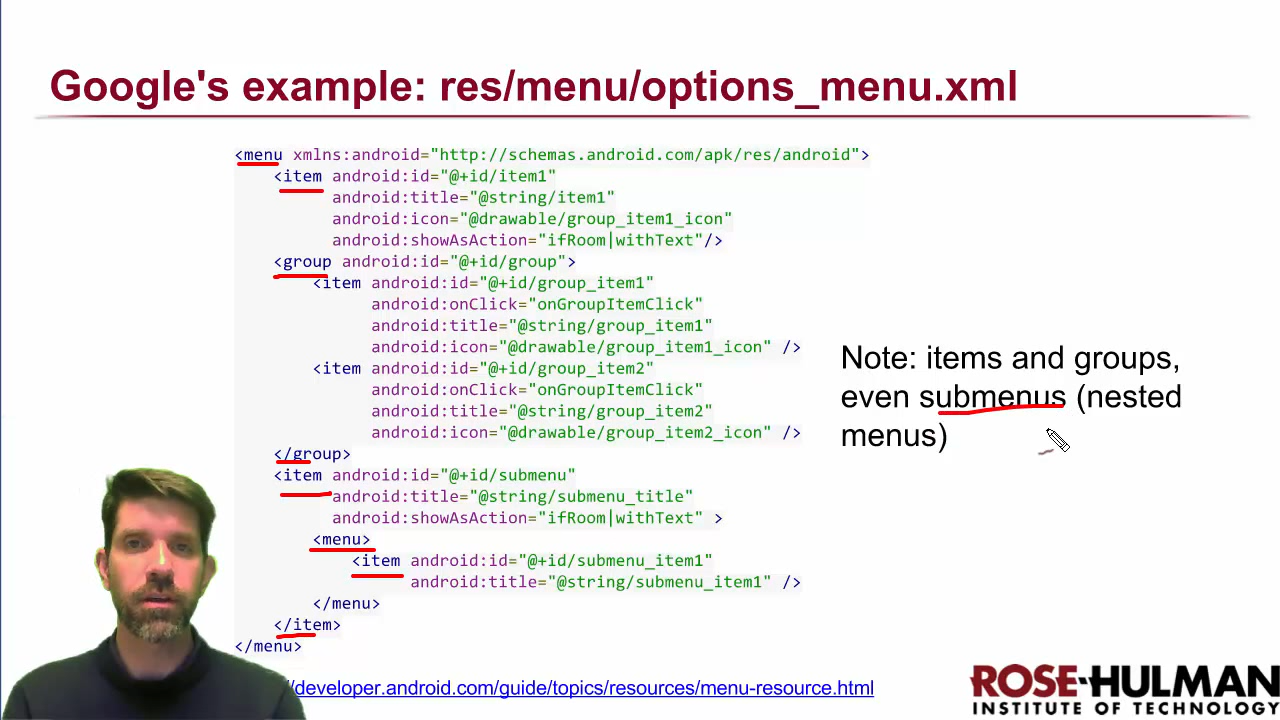 Google's example: res/menu/options_menu.xml
<menu xmlns:android="http://schemas.android.com/apk/res/android">
<item android:id="@+id/item1"
android:title="@string/item1"
android:icon="@drawable/group_item1_icon"
android:showAsAction="ifRoom|withText"/>
<group android:id="@+id/group">
<item android:id="@+id/group_item1"
android:onClick="onGroupItemClick"
android:title="@string/group_item1"
android:icon="@drawable/group_item1_icon" />
<item android:id="@+id/group_item2"
android:onClick="onGroupItemClick"
android:title="@string/group_item2"
android:icon="@drawable/group_item2_icon" />
</group>
<item android:id="@+id/submenu"
android:title="@string/submenu_title"
android:showAsAction="ifRoom|withText" >
<menu>
<item android:id="@+id/submenu_item1"
android:title="@string/submenu_item1" />
</menu>
</item>
</menu>
Note: items and groups,
even submenus (nested
menus)
/developer.android.com/guide/topics/resources/menu-resource.html
ROSE-HULMAN
INSTITUTE OF TECHNOLOGY